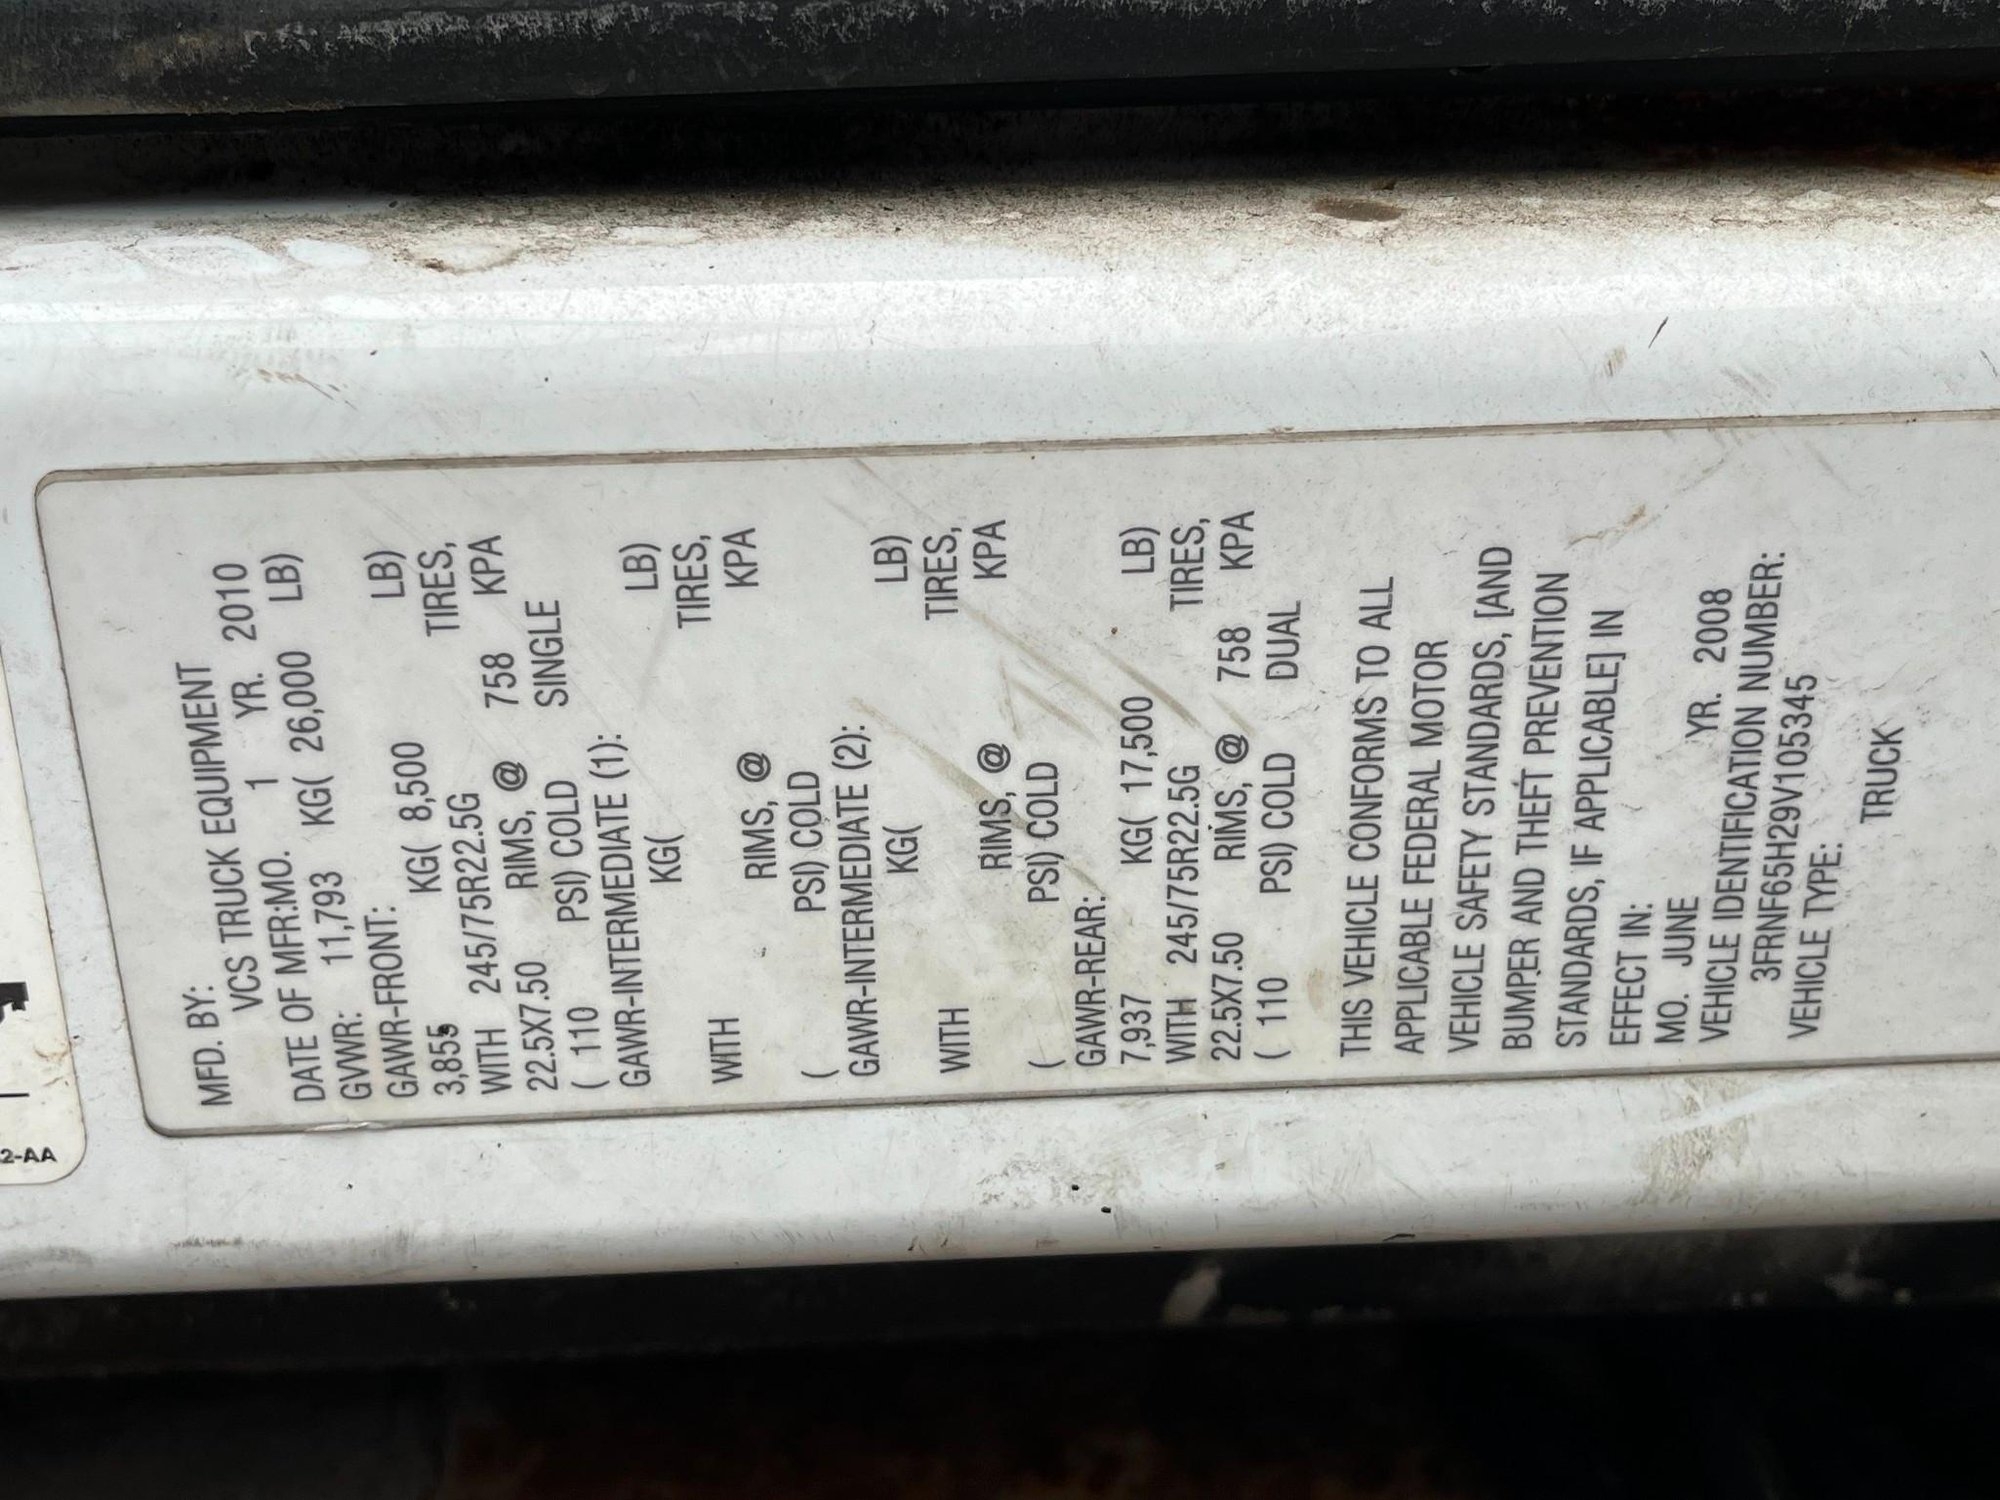 2-AA
MFD. BY:
VCS TRUCK EQUIPMENT
DATE OF MFR:MO. 1 YR. 2010
GVWR: 11,793 KG( 26,000 LB)
GAWR-FRONT:
3,855 KG( 8,500 LB)
WITH 245/75R22.5G TIRES,
22.5X7.50 RIMS, @ 758 KPA
( 110 PSI) COLD SINGLE
GAWR-INTERMEDIATE (1):
KG( LB)
WITH TIRES,
RIMS, @ KPA
( PSI) COLD
GAWR-INTERMEDIATE (2):
KG( LB)
WITH TIRES,
RIMS, @ KPA
( PSI) COLD
GAWR-REAR:
7,937 KG( 17,500 LB)
WITH 245/75R22.5G TIRES,
22.5X7.50 RIMS, @ 758 KPA
( 110 PSI) COLD DUAL
THIS VEHICLE CONFORMS TO ALL
APPLICABLE FEDERAL MOTOR
VEHICLE SAFETY STANDARDS, [AND
BUMPER AND THEFT PREVENTION
STANDARDS, IF APPLICABLE] IN
EFFECT IN:
MO. JUNE YR. 2008
VEHICLE IDENTIFICATION NUMBER:
3FRNF65H29V105345
VEHICLE TYPE:
TRUCK